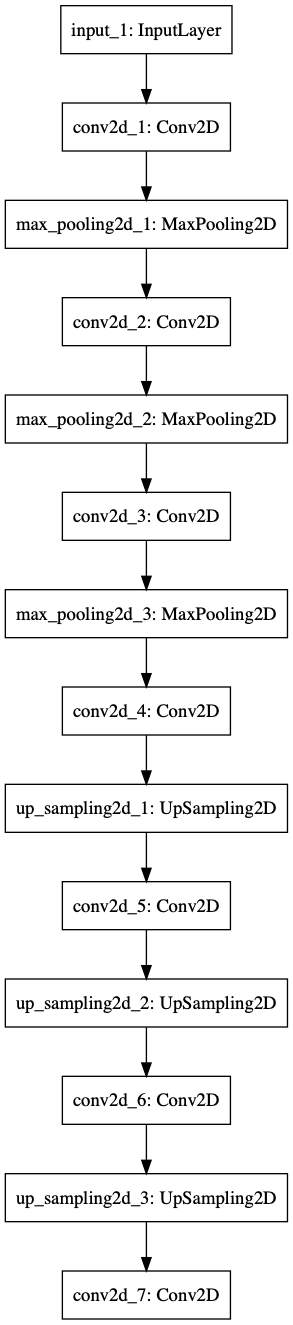 input_1: InputLayer
conv2d_1: Conv2D
max_pooling2d_1: MaxPooling2D
conv2d_2: Conv2D
max_pooling2d_2: MaxPooling2D
conv2d_3: Conv2D
max_pooling2d_3: MaxPooling2D
conv2d_4: Conv2D
up_sampling2d_1: UpSampling2D
conv2d_5: Conv2D
up_sampling2d_2: UpSampling2D
conv2d_6: Conv2D
up_sampling2d_3: UpSampling2D
conv2d_7: Conv2D